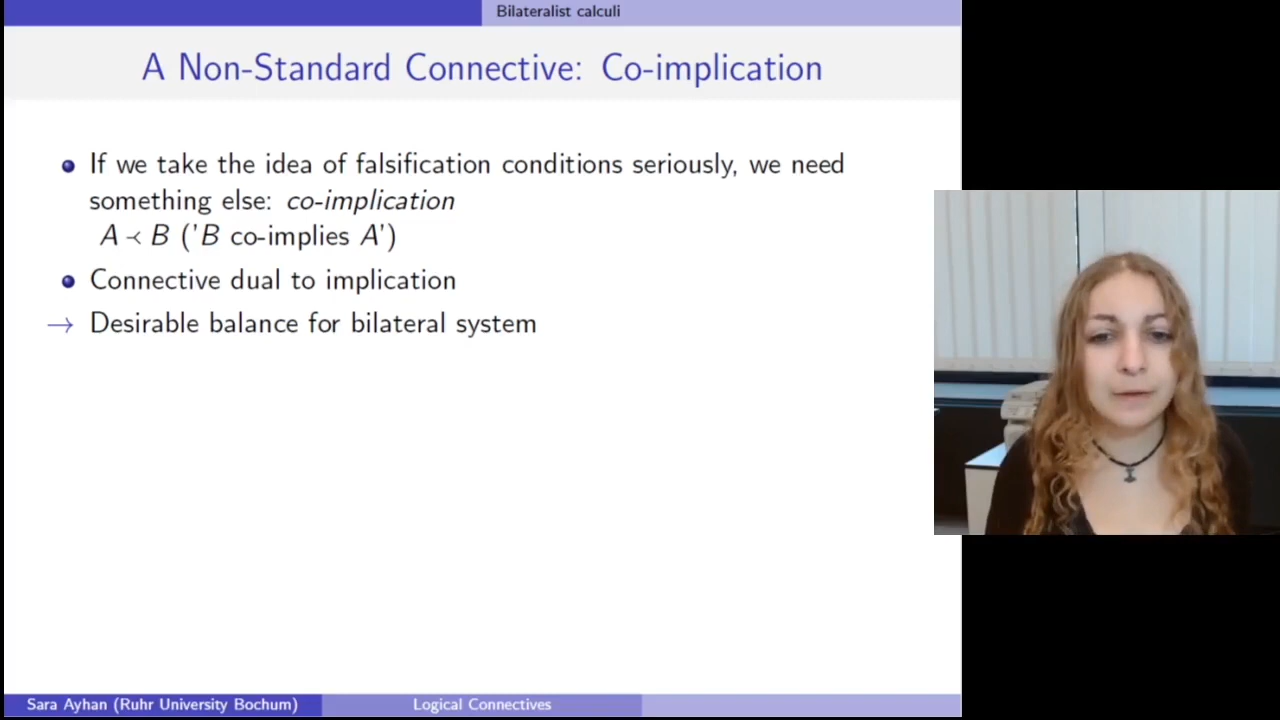 Bilateralist calculi
A Non-Standard Connective: Co-implication
If we take the idea of falsification conditions seriously, we need
something else: co-implication
A ⤙ B ('B co-implies A')
Connective dual to implication
→ Desirable balance for bilateral system
Sara Ayhan (Ruhr University Bochum)
Logical Connectives